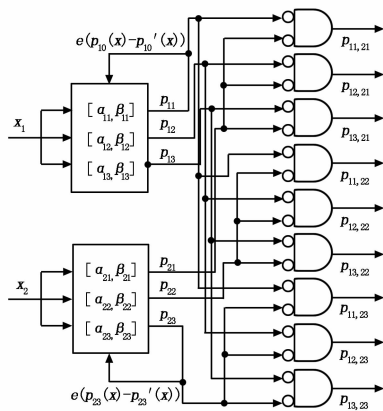 e(p₁₀(x)-p₁₀′(x))
[α₁₁,β₁₁]
[α₁₂,β₁₂]
[α₁₃,β₁₃]
x₁
p₁₁
p₁₂
p₁₃
[α₂₁,β₂₁]
[α₂₂,β₂₂]
[α₂₃,β₂₃]
x₂
p₂₁
p₂₂
p₂₃
e(p₂₃(x)-p₂₃′(x))
p₁₁,₂₁
p₁₂,₂₁
p₁₃,₂₁
p₁₁,₂₂
p₁₂,₂₂
p₁₃,₂₂
p₁₁,₂₃
p₁₂,₂₃
p₁₃,₂₃